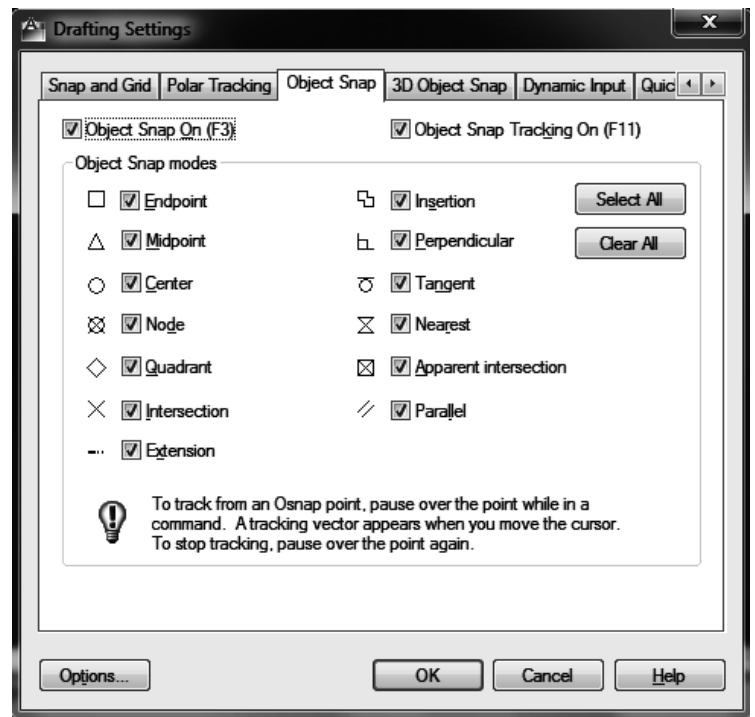 Drafting Settings
Snap and Grid Polar Tracking Object Snap 3D Object Snap Dynamic Input Quic
Object Snap On (F3) Object Snap Tracking On (F11)
Object Snap modes
Endpoint Insertion Select All
Midpoint Perpendicular Clear All
Center Tangent
Node Nearest
Quadrant Apparent intersection
Intersection Parallel
Extension
To track from an Osnap point, pause over the point while in a
command. A tracking vector appears when you move the cursor.
To stop tracking, pause over the point again.
Options... OK Cancel Help